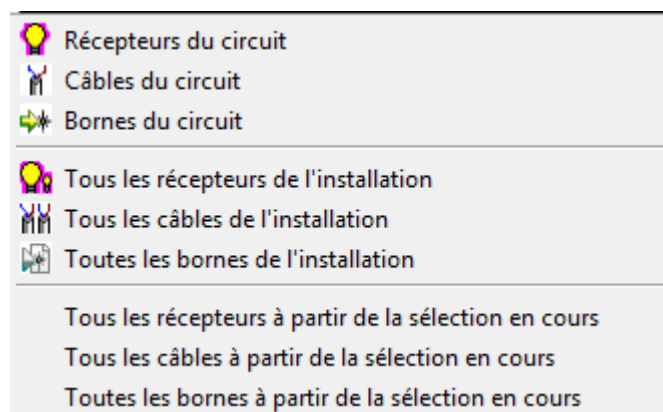 Récepteurs du circuit
Câbles du circuit
Bornes du circuit
Tous les récepteurs de l'installation
Tous les câbles de l'installation
Toutes les bornes de l'installation
Tous les récepteurs à partir de la sélection en cours
Tous les câbles à partir de la sélection en cours
Toutes les bornes à partir de la sélection en cours